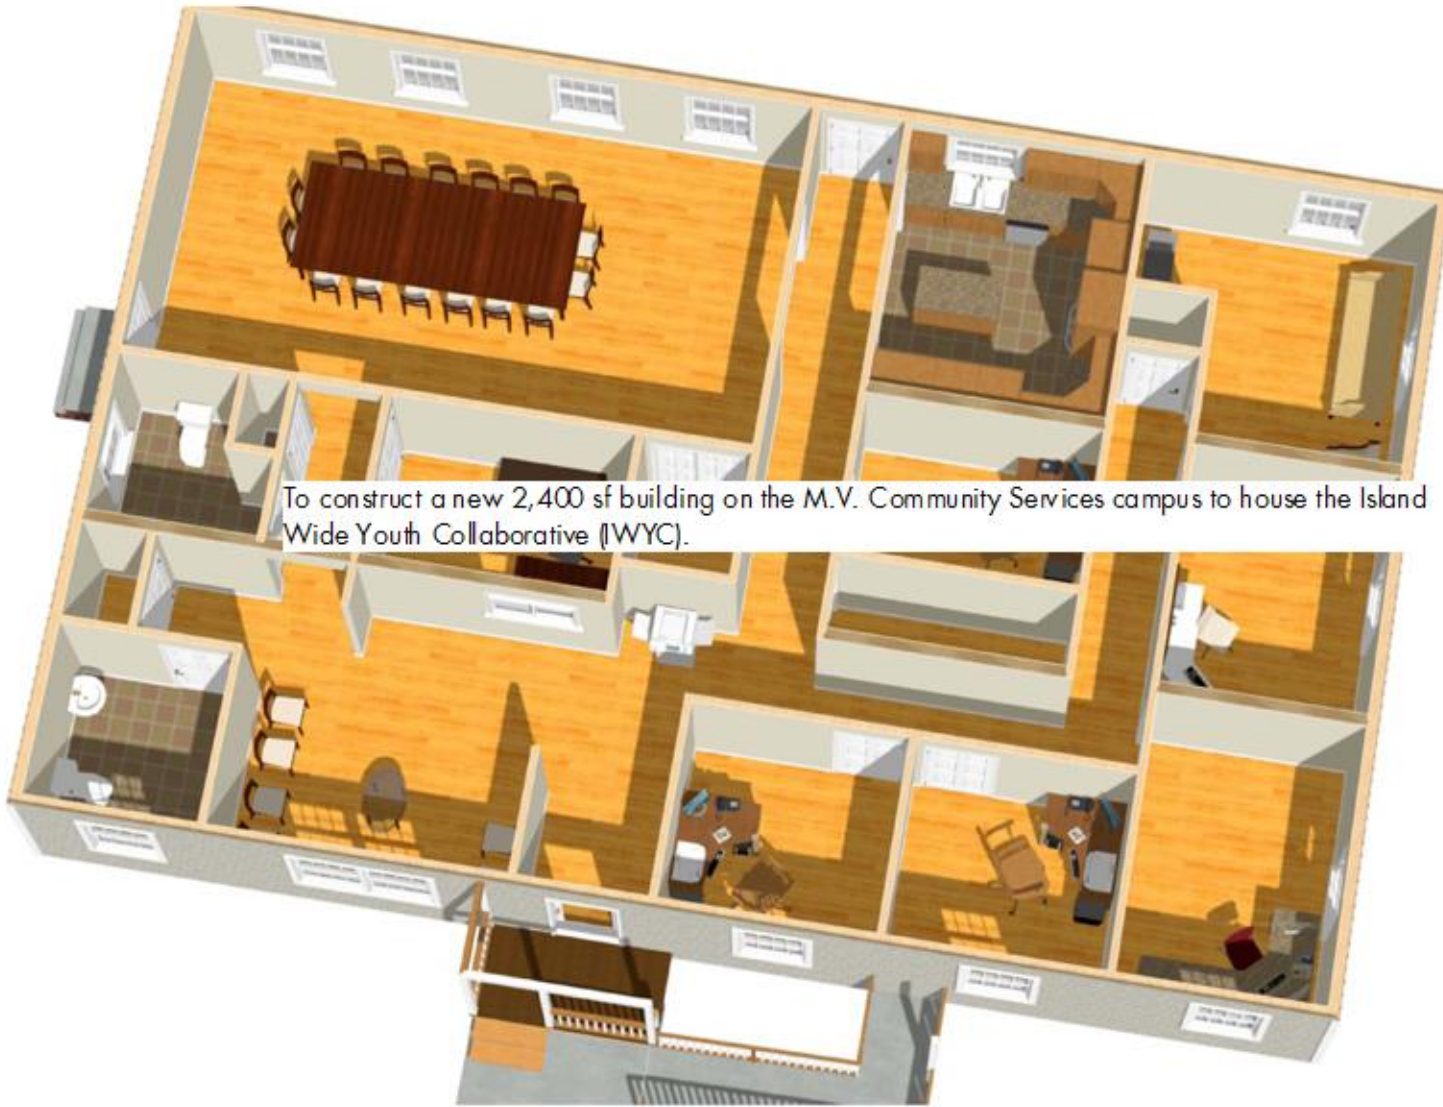 To construct a new 2,400 sf building on the M.V. Community Services campus to house the Island
Wide Youth Collaborative (IWYC).